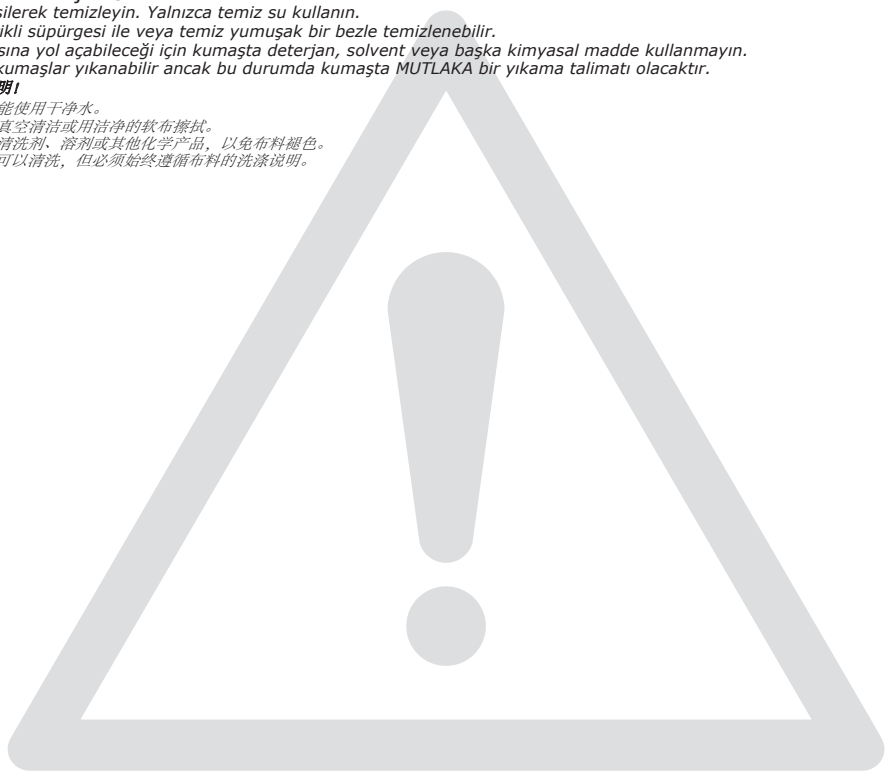 silerek temizleyin. Yalnızca temiz su kullanın.
ikli süpürgesi ile veya temiz yumuşak bir bezle temizlenebilir.
sına yol açabileceği için kumaşta deterjan, solvent veya başka kimyasal madde kullanmayın.
kumaşlar yıkanabilir ancak bu durumda kumaşta MUTLAKA bir yıkama talimatı olacaktır.
明!
能使用干净水。
真空清洁或用洁净的软布擦拭。
清洗剂、溶剂或其他化学产品，以免布料褪色。
可以清洗，但必须始终遵循布料的洗涤说明。